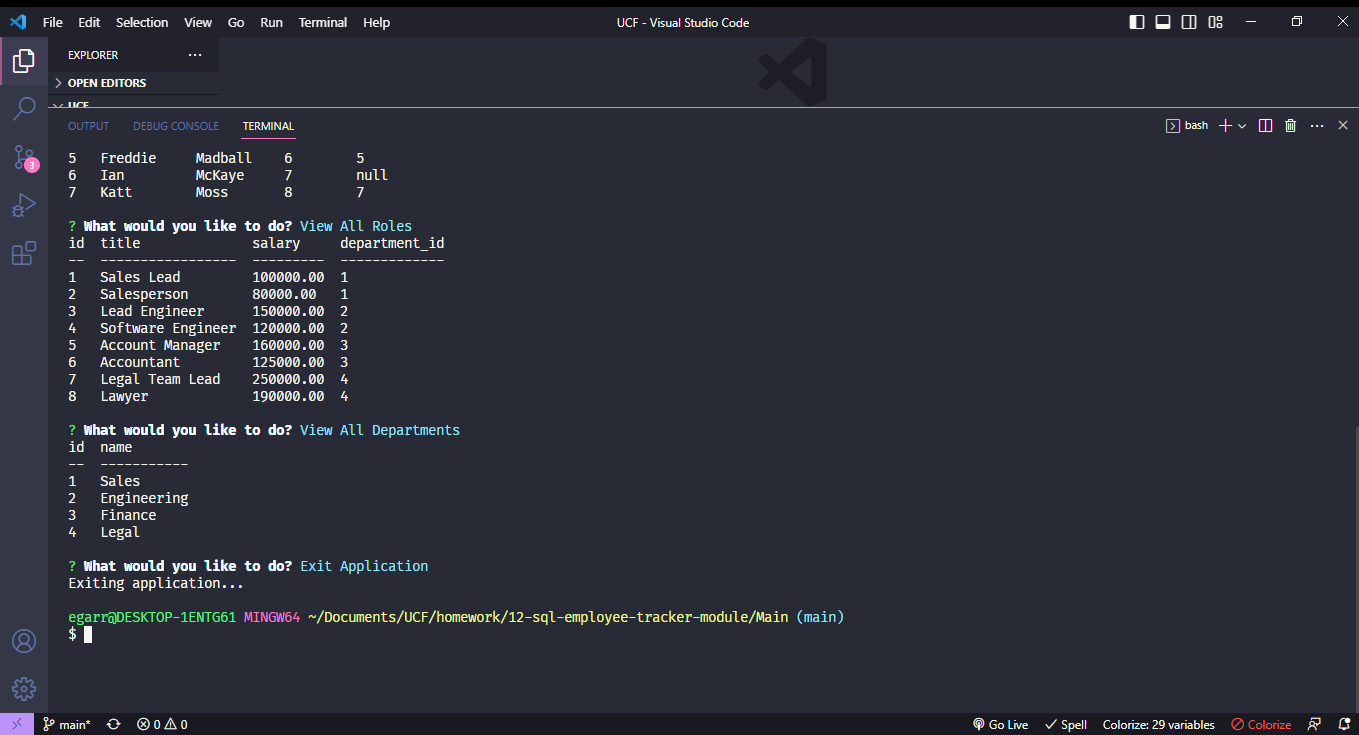 File Edit Selection View Go Run Terminal Help UCF - Visual Studio Code
EXPLORER ...
OPEN EDITORS
UCF
OUTPUT DEBUG CONSOLE TERMINAL bash
5 Freddie Madball 6 5
6 Ian McKaye 7 null
7 Katt Moss 8 7
? What would you like to do? View All Roles
id title salary department_id
-- ----------------- --------- -------------
1 Sales Lead 100000.00 1
2 Salesperson 80000.00 1
3 Lead Engineer 150000.00 2
4 Software Engineer 120000.00 2
5 Account Manager 160000.00 3
6 Accountant 125000.00 3
7 Legal Team Lead 250000.00 4
8 Lawyer 190000.00 4
? What would you like to do? View All Departments
id name
-- -----------
1 Sales
2 Engineering
3 Finance
4 Legal
? What would you like to do? Exit Application
Exiting application...
egarr@DESKTOP-1ENTG61 MINGW64 ~/Documents/UCF/homework/12-sql-employee-tracker-module/Main (main)
$
3
main* 0 0 Go Live Spell Colorize: 29 variables Colorize